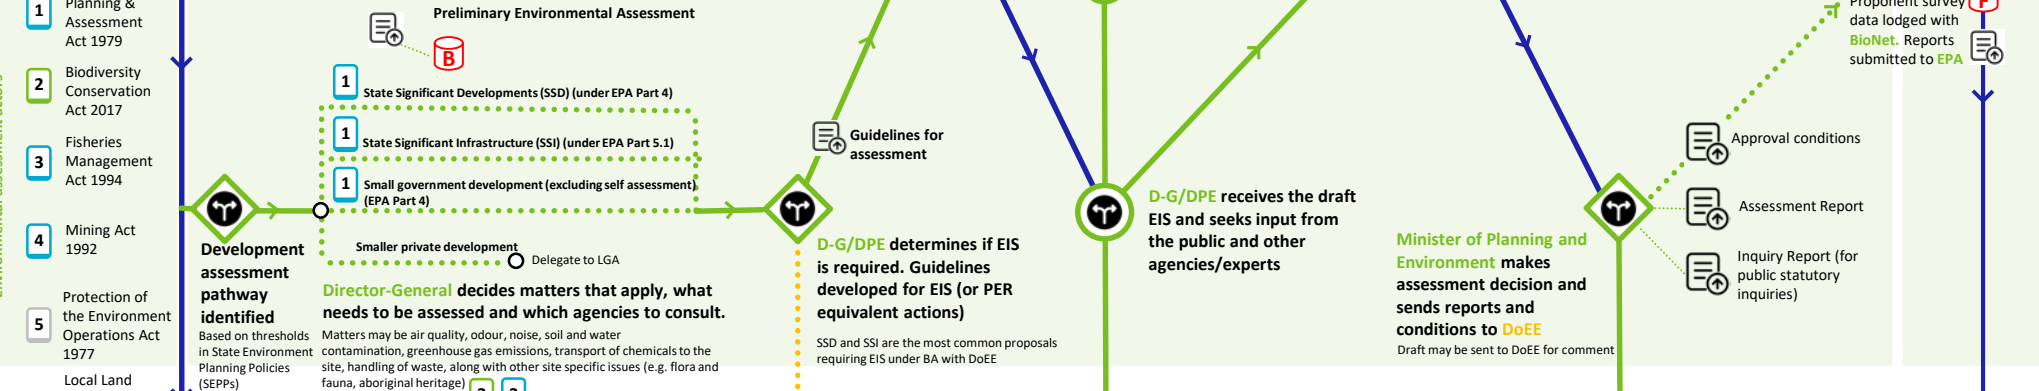 Planning &
Assessment
Act 1979
1
Biodiversity
Conservation
Act 2017
2
Fisheries
Management
Act 1994
3
Mining Act
1992
4
Protection of
the Environment
Operations Act
1977
5
Local Land
Preliminary Environmental Assessment
B
1
State Significant Developments (SSD) (under EPA Part 4)
1
State Significant Infrastructure (SSI) (under EPA Part 5.1)
1
Small government development (excluding self assessment)
(EPA Part 4)
Smaller private development
Delegate to LGA
Development
assessment
pathway
identified
Based on thresholds
in State Environment
Planning Policies
(SEPPs)
Director-General decides matters that apply, what
needs to be assessed and which agencies to consult.
Matters may be air quality, odour, noise, soil and water
contamination, greenhouse gas emissions, transport of chemicals to the
site, handling of waste, along with other site specific issues (e.g. flora and
fauna, aboriginal heritage)
Guidelines for
assessment
D-G/DPE determines if EIS
is required. Guidelines
developed for EIS (or PER
equivalent actions)
SSD and SSI are the most common proposals
requiring EIS under BA with DoEE
D-G/DPE receives the draft
EIS and seeks input from
the public and other
agencies/experts
Minister of Planning and
Environment makes
assessment decision and
sends reports and
conditions to DoEE
Draft may be sent to DoEE for comment
Approval conditions
Assessment Report
Inquiry Report (for
public statutory
inquiries)
Proponent survey
data lodged with
BioNet. Reports
submitted to EPA